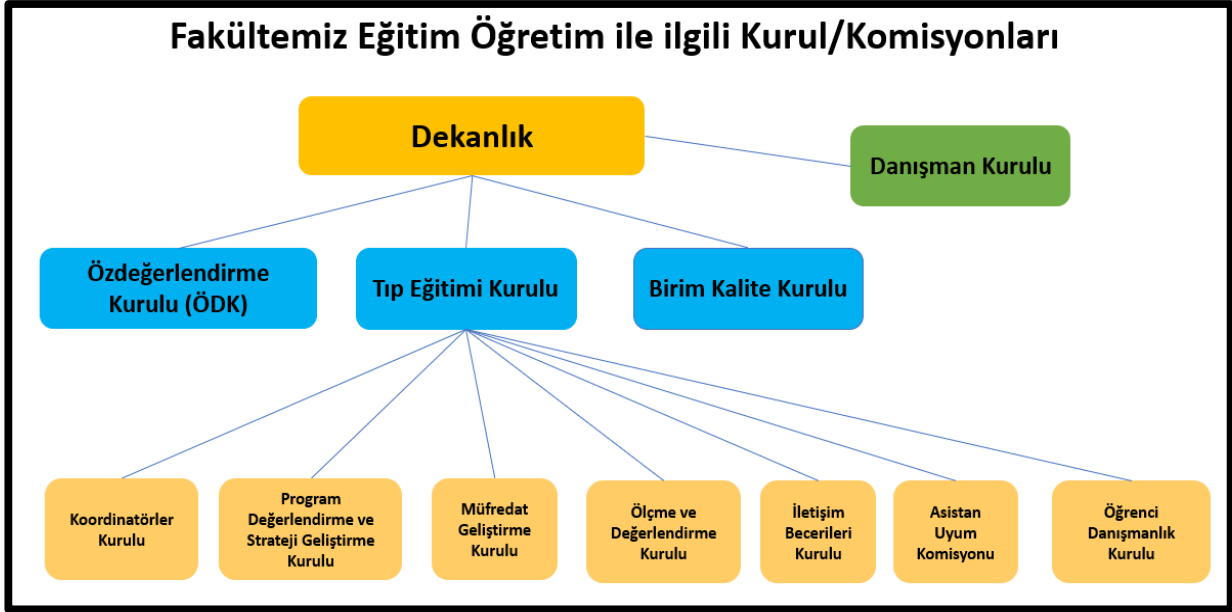 Fakültemiz Eğitim Öğretim ile ilgili Kurul/Komisyonları
Dekanlık
Danışman Kurulu
Özdeğerlendirme
Kurulu (ÖDK)
Tıp Eğitimi Kurulu
Birim Kalite Kurulu
Koordinatörler
Kurulu
Program
Değerlendirme ve
Strateji Geliştirme
Kurulu
Müfredat
Geliştirme
Kurulu
Ölçme ve
Değerlendirme
Kurulu
İletişim
Becerileri
Kurulu
Asistan
Uyum
Komisyonu
Öğrenci
Danışmanlık
Kurulu